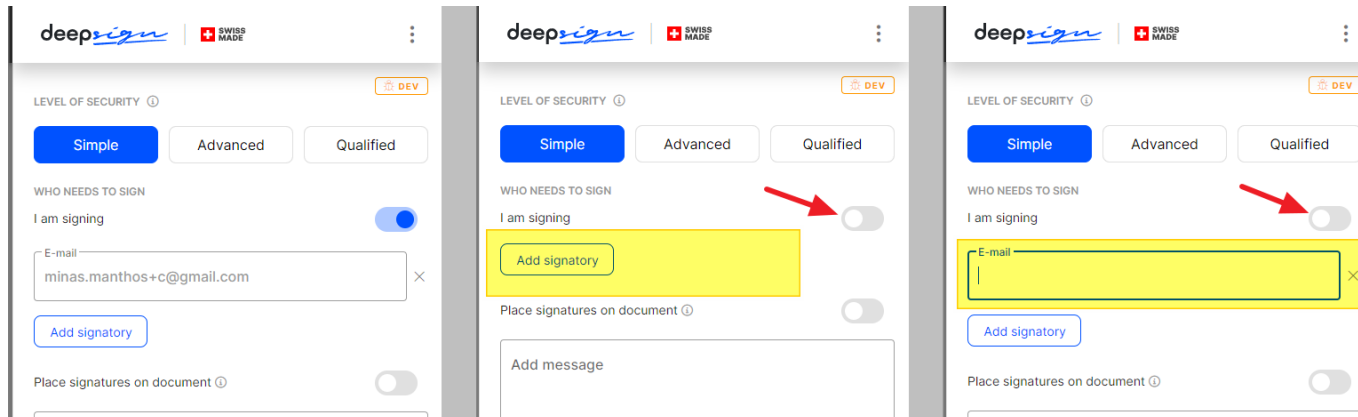 deepsign SWISS MADE
DEV
LEVEL OF SECURITY
Simple Advanced Qualified
WHO NEEDS TO SIGN
I am signing
E-mail
minas.manthos+c@gmail.com
Add signatory
Place signatures on document
deepsign SWISS MADE
DEV
LEVEL OF SECURITY
Simple Advanced Qualified
WHO NEEDS TO SIGN
I am signing
Add signatory
Place signatures on document
Add message
deepsign SWISS MADE
DEV
LEVEL OF SECURITY
Simple Advanced Qualified
WHO NEEDS TO SIGN
I am signing
E-mail
Add signatory
Place signatures on document